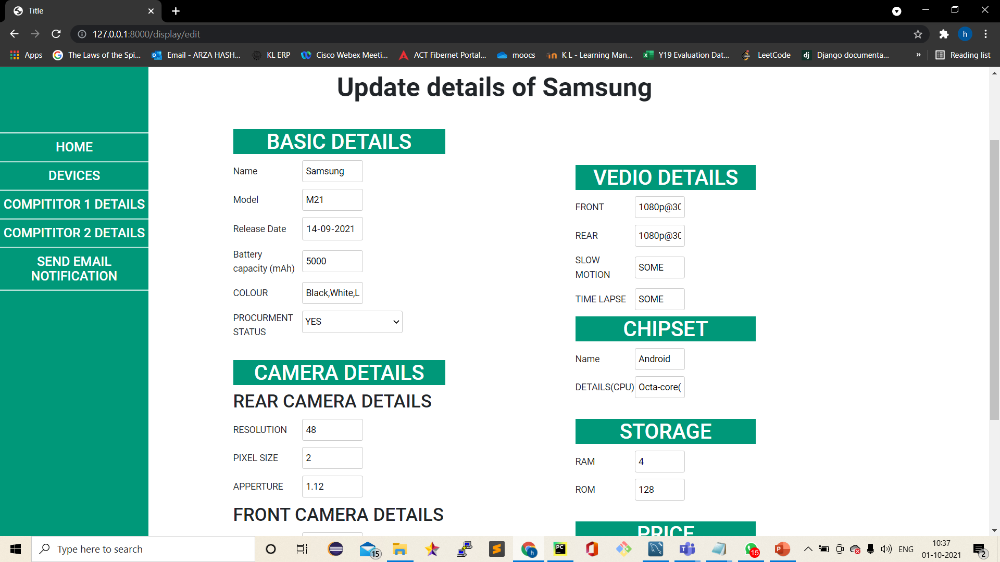 Title
127.0.0.1:8000/display/edit
h
Apps
The Laws of the Spi...
Email - ARZA HASH...
KL ERP
Cisco Webex Meeti...
ACT Fibernet Portal...
moocs
K L - Learning Man...
Y19 Evaluation Dat...
LeetCode
dj
Django documenta...
»
Reading list
HOME
DEVICES
COMPITITOR 1 DETAILS
COMPITITOR 2 DETAILS
SEND EMAIL
NOTIFICATION
Update details of Samsung
BASIC DETAILS
Name Samsung
Model M21
Release Date 14-09-2021
Battery
capacity (mAh) 5000
COLOUR Black,White,L
PROCURMENT
STATUS YES
CAMERA DETAILS
REAR CAMERA DETAILS
RESOLUTION 48
PIXEL SIZE 2
APPERTURE 1.12
FRONT CAMERA DETAILS
VEDIO DETAILS
FRONT 1080p@30
REAR 1080p@30
SLOW
MOTION SOME
TIME LAPSE SOME
CHIPSET
Name Android
DETAILS(CPU) Octa-core(
STORAGE
RAM 4
ROM 128
PRICE
Type here to search
15
PC
15
ENG
10:37
01-10-2021
2